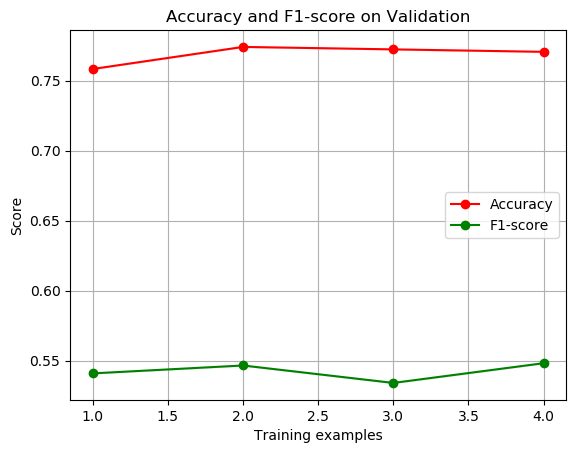 Accuracy and F1-score on Validation
Score
0.75
0.70
0.65
0.60
0.55
Accuracy
F1-score
1.0 1.5 2.0 2.5 3.0 3.5 4.0
Training examples